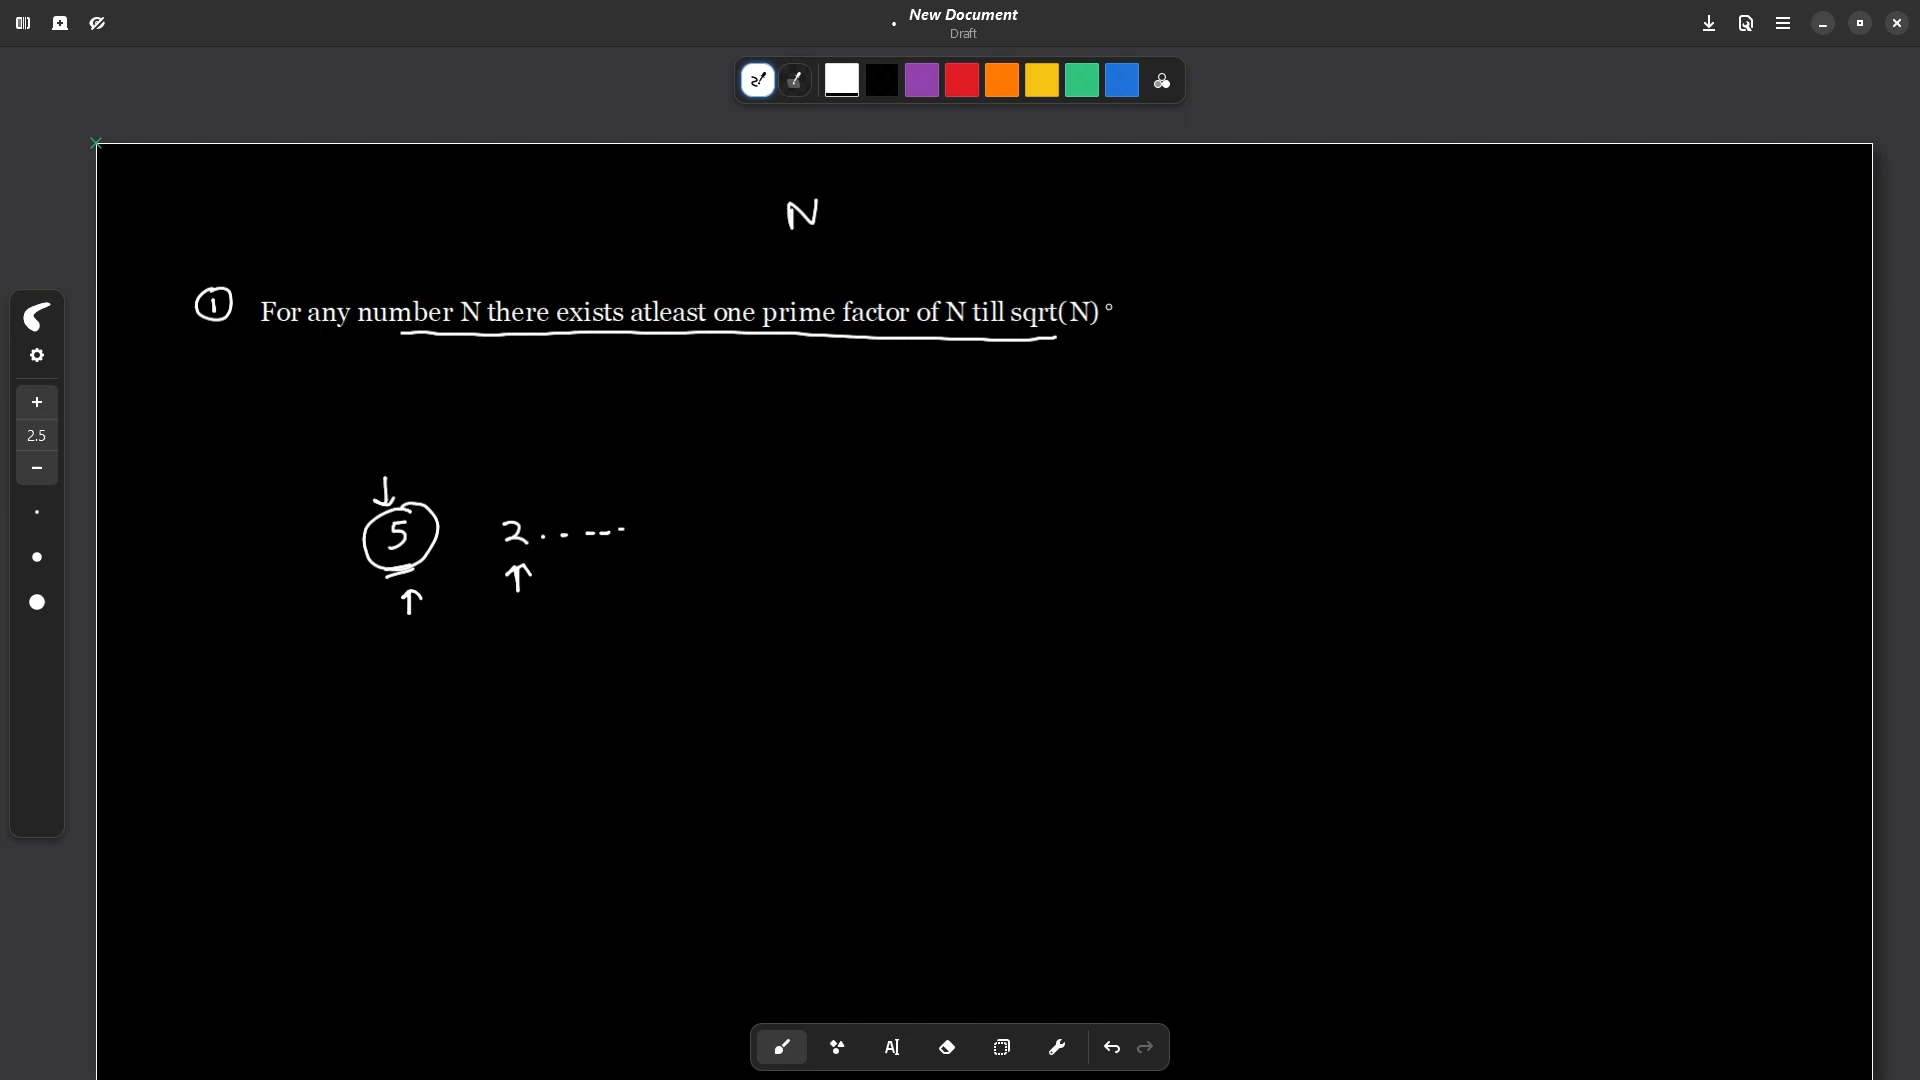 New Document
Draft
N
① For any number N there exists atleast one prime factor of N till sqrt(N) °
2.5
5 2 . . - - - -